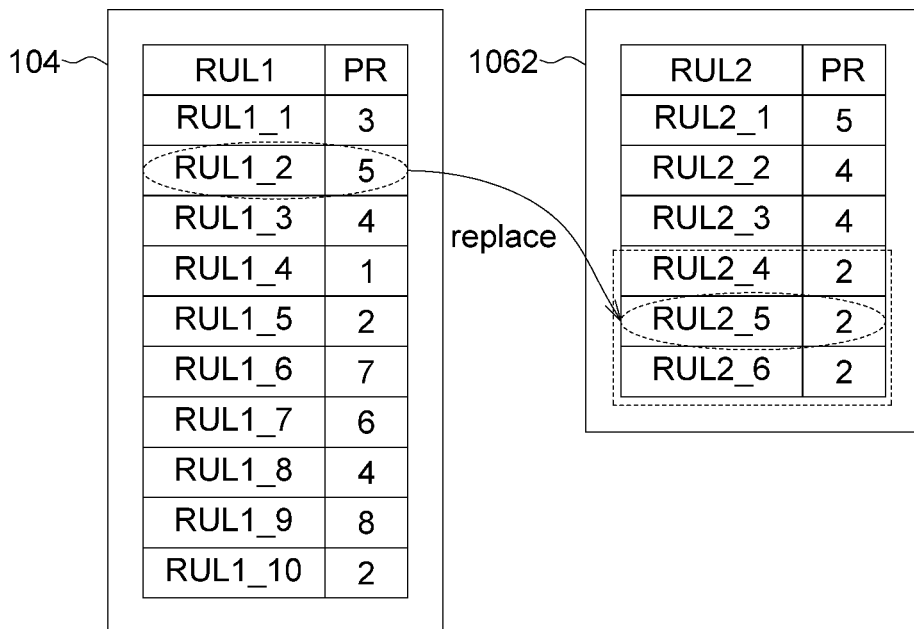 104
RUL1 PR
RUL1_1 3
RUL1_2 5
RUL1_3 4
RUL1_4 1
RUL1_5 2
RUL1_6 7
RUL1_7 6
RUL1_8 4
RUL1_9 8
RUL1_10 2
replace
1062
RUL2 PR
RUL2_1 5
RUL2_2 4
RUL2_3 4
RUL2_4 2
RUL2_5 2
RUL2_6 2